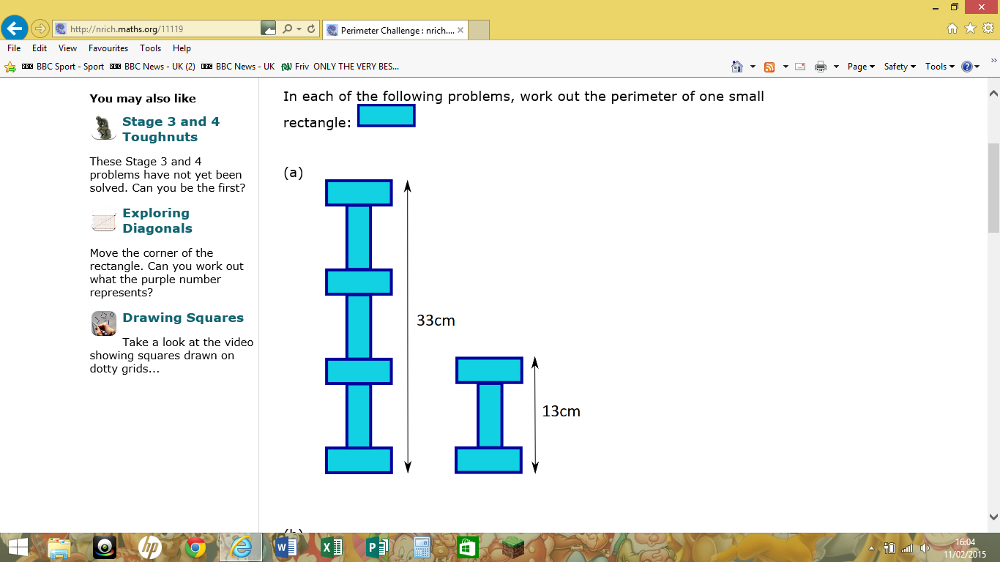 http://nrich.maths.org/11119
Perimeter Challenge : nrich....
File Edit View Favourites Tools Help
BBC Sport - Sport BBC News - UK (2) BBC News - UK Friv ONLY THE VERY BES...
Page Safety Tools
You may also like
Stage 3 and 4
Toughnuts
These Stage 3 and 4
problems have not yet been
solved. Can you be the first?
Exploring
Diagonals
Move the corner of the
rectangle. Can you work out
what the purple number
represents?
Drawing Squares
Take a look at the video
showing squares drawn on
dotty grids...
In each of the following problems, work out the perimeter of one small
rectangle:
(a)
33cm
13cm
16:04
11/02/2015